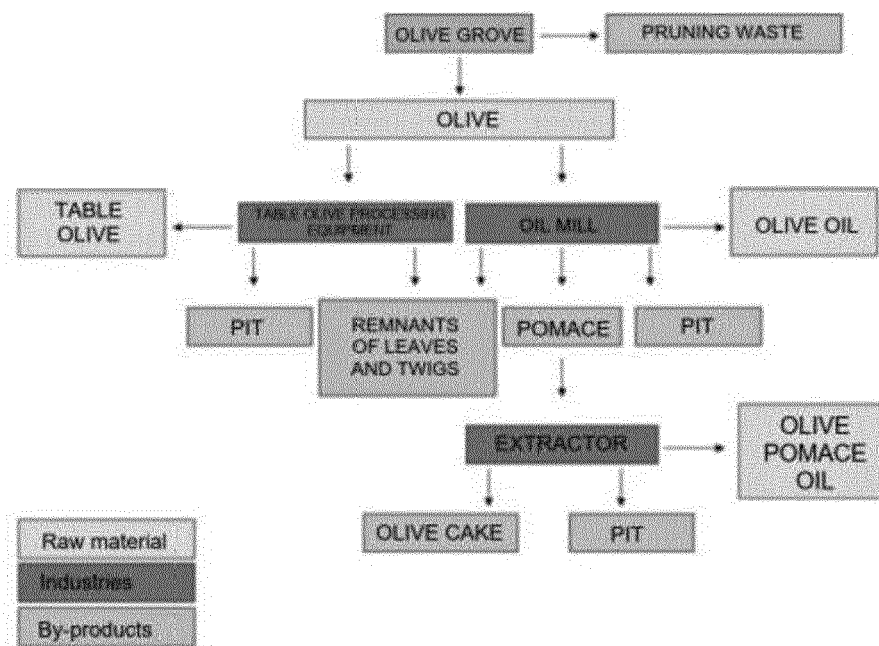 OLIVE GROVE
PRUNING WASTE
OLIVE
TABLE
OLIVE
TABLE OLIVE PROCESSING
EQUIPMENT
OIL MILL
OLIVE OIL
PIT
REMNANTS
OF LEAVES
AND TWIGS
POMACE
PIT
EXTRACTOR
OLIVE
POMACE
OIL
OLIVE CAKE
PIT
Raw material
Industries
By-products